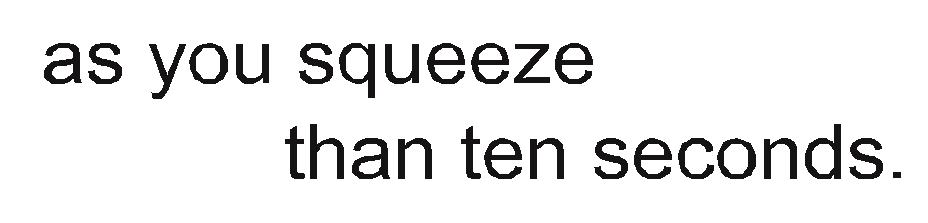 as you squeeze
than ten seconds.